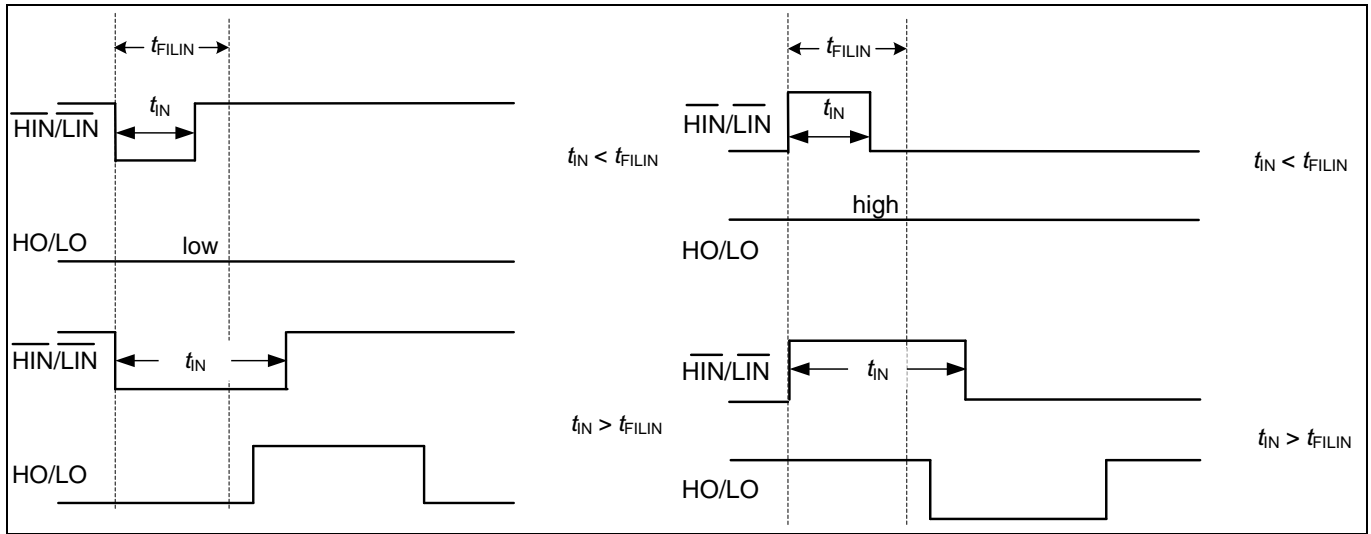 tFILIN
tIN
HIN/LIN
tIN < tFILIN
low
HO/LO
tIN
HIN/LIN
tIN > tFILIN
HO/LO
tFILIN
tIN
HIN/LIN
tIN < tFILIN
high
HO/LO
tIN
HIN/LIN
tIN > tFILIN
HO/LO